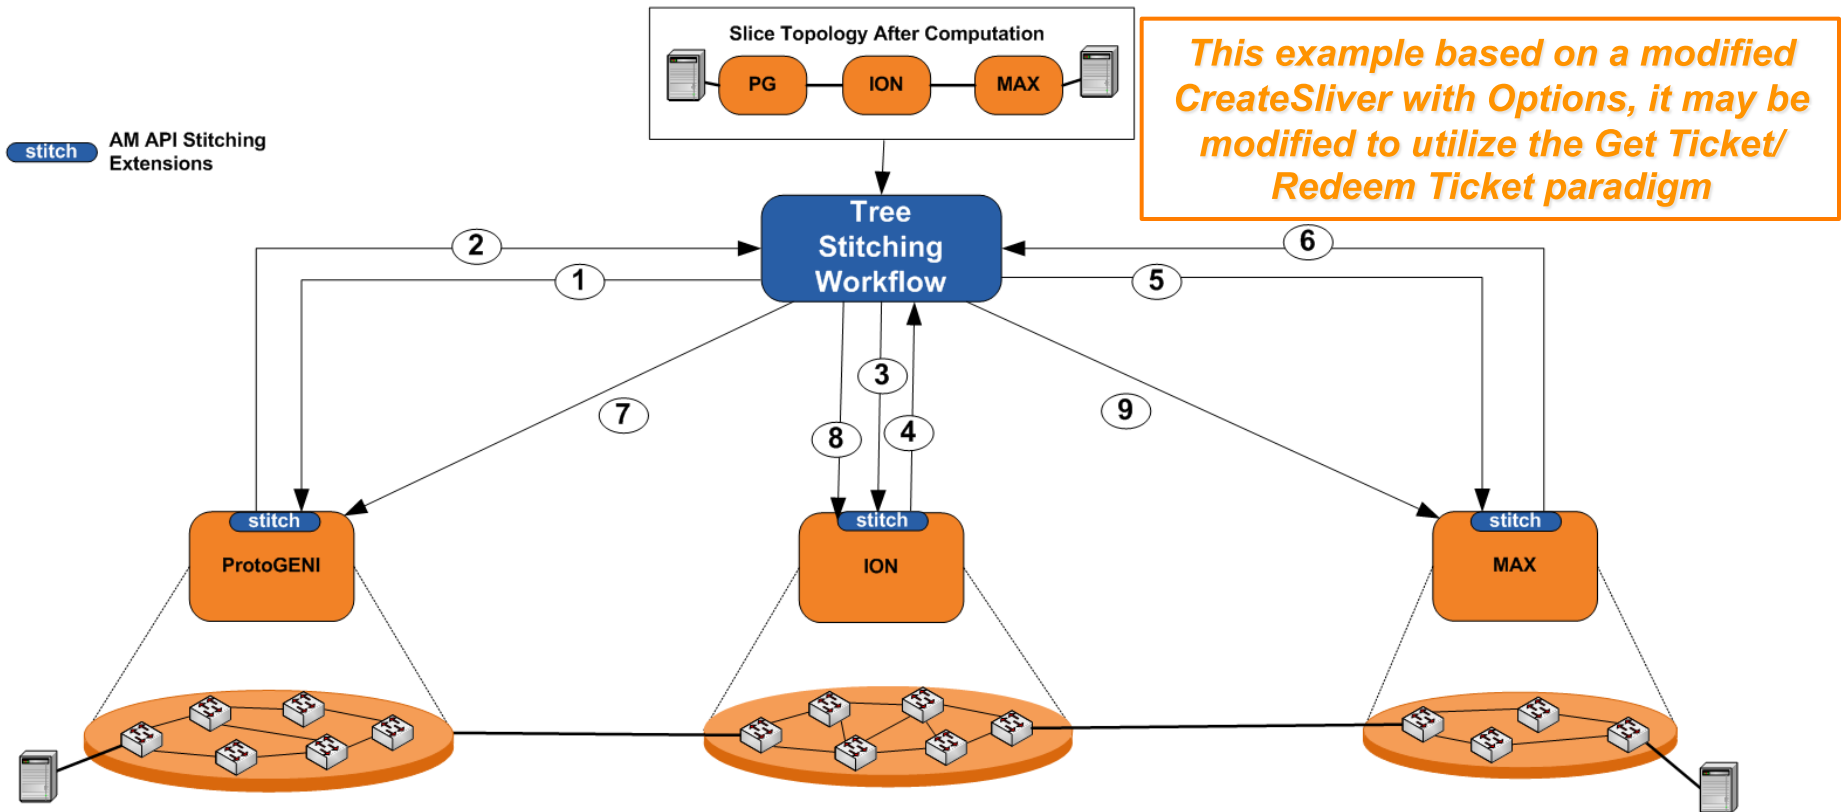 Slice Topology After Computation
PG
ION
MAX
This example based on a modified
CreateSliver with Options, it may be
modified to utilize the Get Ticket/
Redeem Ticket paradigm
stitch
AM API Stitching
Extensions
Tree
Stitching
Workflow
2
1
6
5
3
4
8
7
9
stitch
ProtoGENI
stitch
ION
stitch
MAX